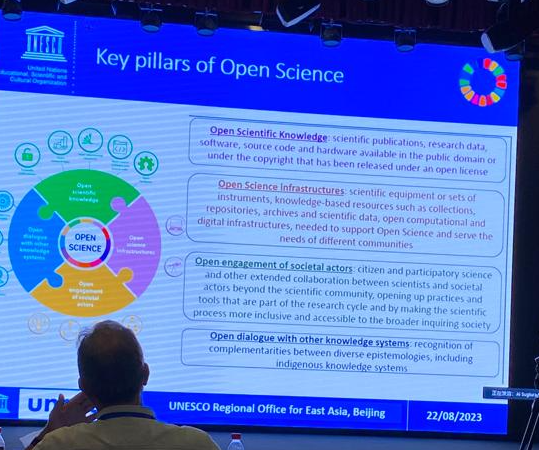 UNESCO
United Nations
Educational, Scientific and
Cultural Organization
Key pillars of Open Science
Open
scientific
knowledge
Open
dialogue
with other
knowledge
systems
OPEN
SCIENCE
Open
science
infrastructures
Open
engagement
of societal
actors
Open Scientific Knowledge: scientific publications, research data,
software, source code and hardware available in the public domain or
under the copyright that has been released under an open license
Open Science Infrastructures: scientific equipment or sets of
instruments, knowledge-based resources such as collections,
repositories, archives and scientific data, open computational and
digital infrastructures, needed to support Open Science and serve the
needs of different communities
Open engagement of societal actors: citizen and participatory science
and other extended collaboration between scientists and societal
actors beyond the scientific community, opening up practices and
tools that are part of the research cycle and by making the scientific
process more inclusive and accessible to the broader inquiring society
Open dialogue with other knowledge systems: recognition of
complementarities between diverse epistemologies, including
indigenous knowledge systems
un
UNESCO Regional Office for East Asia, Beijing
22/08/2023